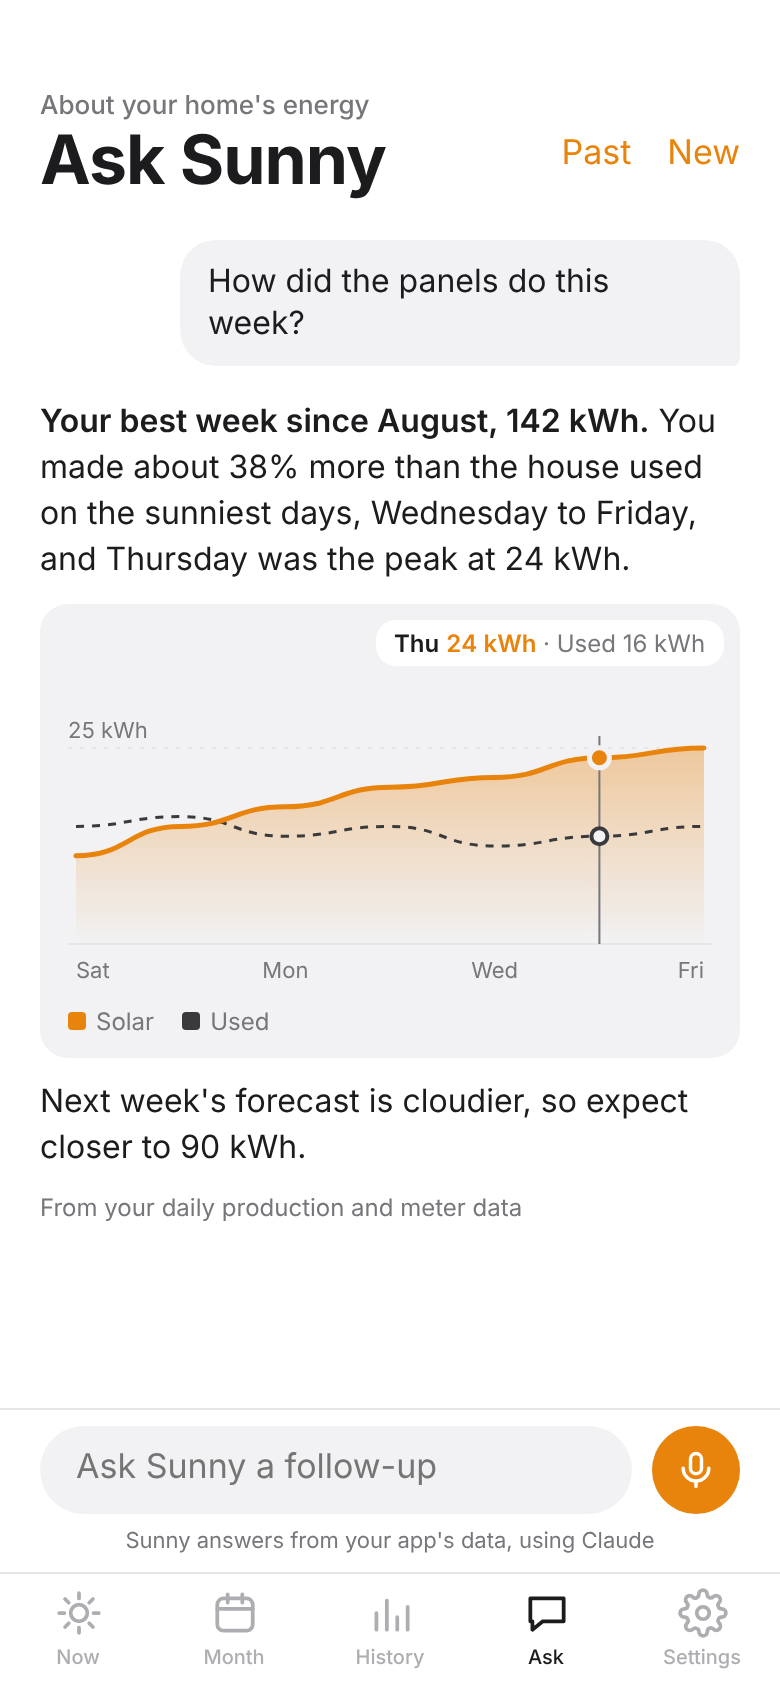 About your home's energy
Ask Sunny
Past New
How did the panels do this
week?
Your best week since August, 142 kWh. You
made about 38% more than the house used
on the sunniest days, Wednesday to Friday,
and Thursday was the peak at 24 kWh.
Thu 24 kWh · Used 16 kWh
25 kWh
Sat Mon Wed Fri
Solar Used
Next week's forecast is cloudier, so expect
closer to 90 kWh.
From your daily production and meter data
Ask Sunny a follow-up
Sunny answers from your app's data, using Claude
Now Month History Ask Settings